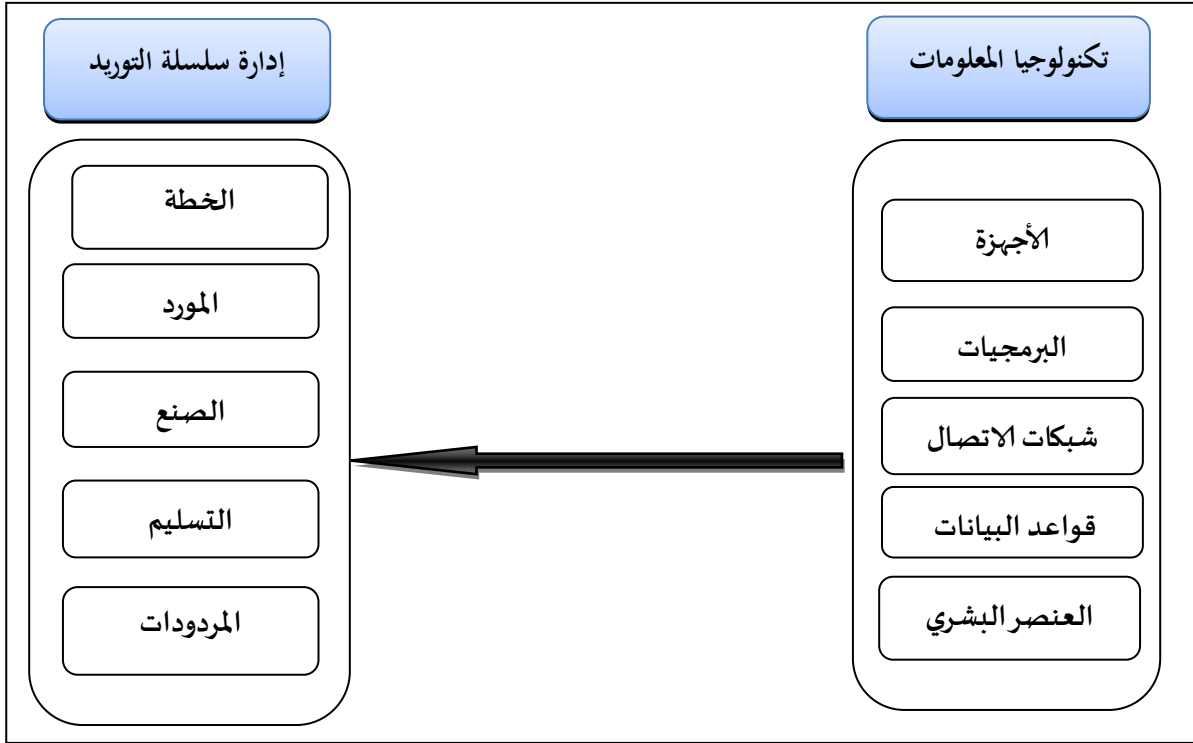 تكنولوجيا المعلومات
الأجهزة
البرمجيات
شبكات الاتصال
قواعد البيانات
العنصر البشري
إدارة سلسلة التوريد
الخطة
المورد
الصنع
التسليم
المردودات